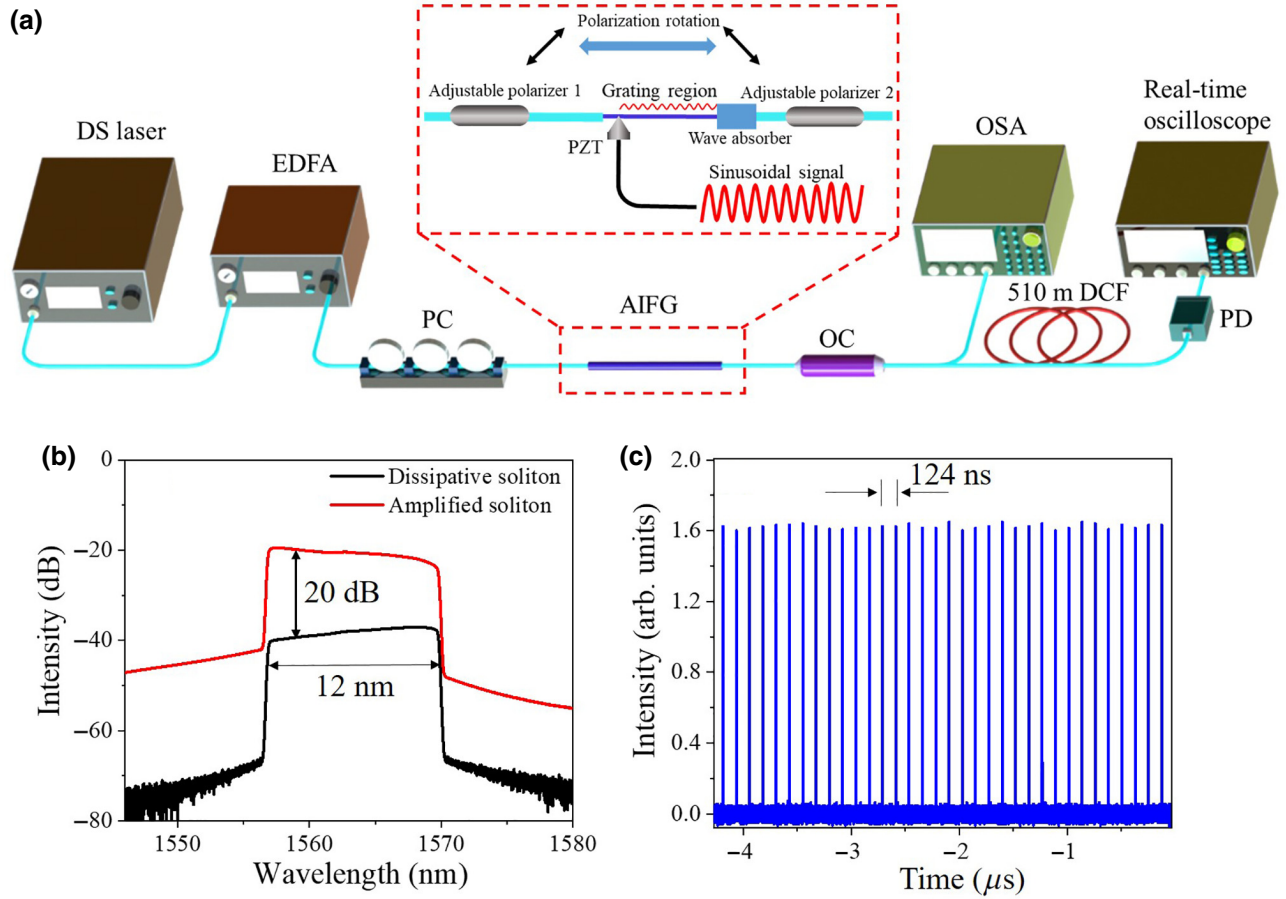 (a)
Polarization rotation
Adjustable polarizer 1
Grating region
Adjustable polarizer 2
PZT
Wave absorber
Sinusoidal signal
DS laser
EDFA
PC
AIFG
OC
OSA
Real-time
oscilloscope
510 m DCF
PD
(b)
0
−20
−40
−60
−80
Intensity (dB)
Dissipative soliton
Amplified soliton
20 dB
12 nm
1550
1560
1570
1580
Wavelength (nm)
(c)
2.0
1.6
1.2
0.8
0.4
0.0
Intensity (arb. units)
124 ns
−4
−3
−2
−1
Time (μs)